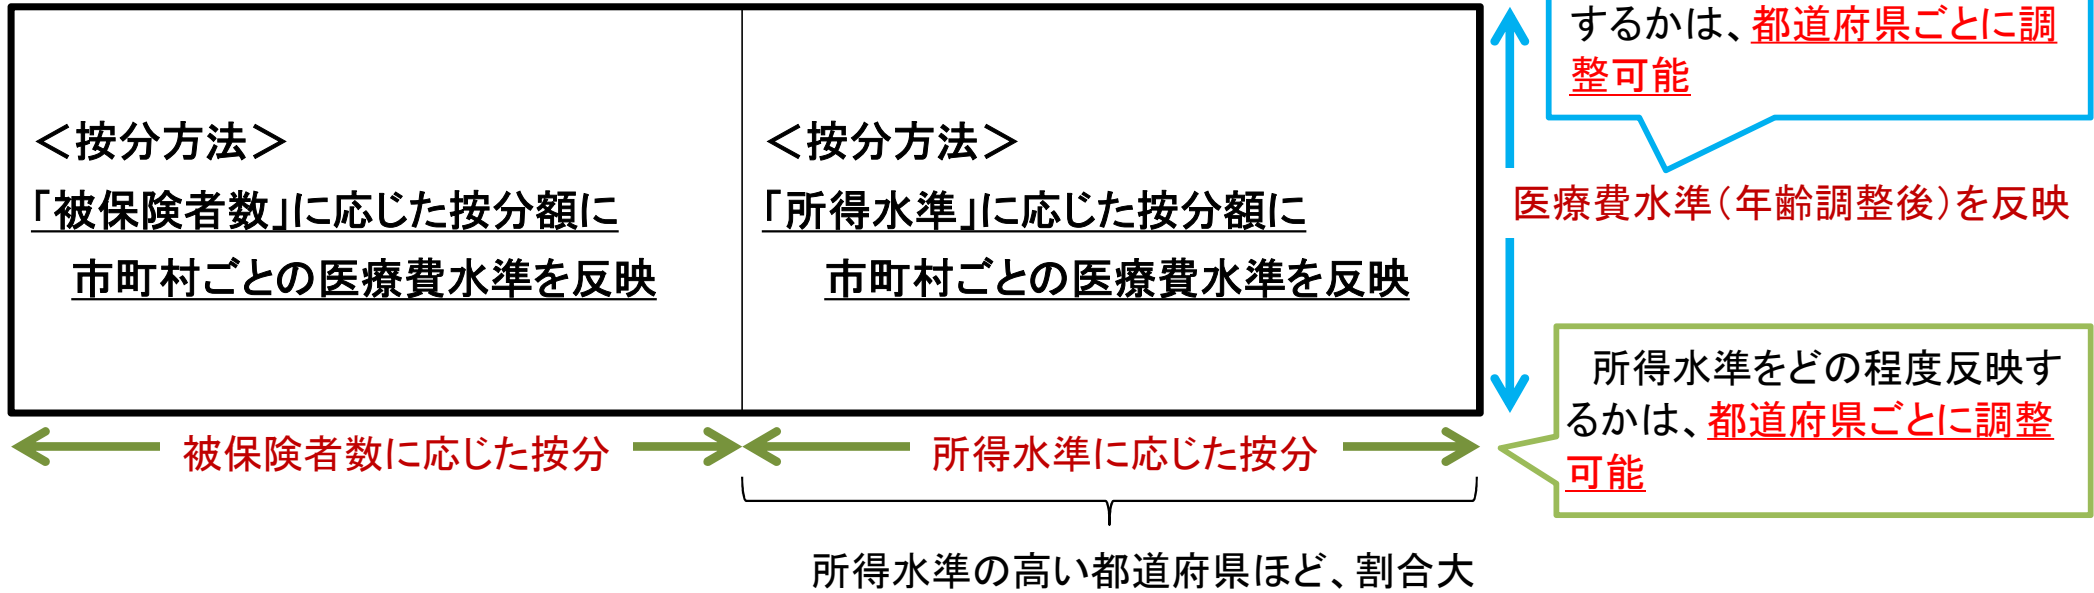 するかは、都道府県ごとに調
整可能
＜按分方法＞
「被保険者数」に応じた按分額に
市町村ごとの医療費水準を反映
＜按分方法＞
「所得水準」に応じた按分額に
市町村ごとの医療費水準を反映
医療費水準（年齢調整後）を反映
所得水準をどの程度反映す
るかは、都道府県ごとに調整
可能
被保険者数に応じた按分
所得水準に応じた按分
所得水準の高い都道府県ほど、割合大